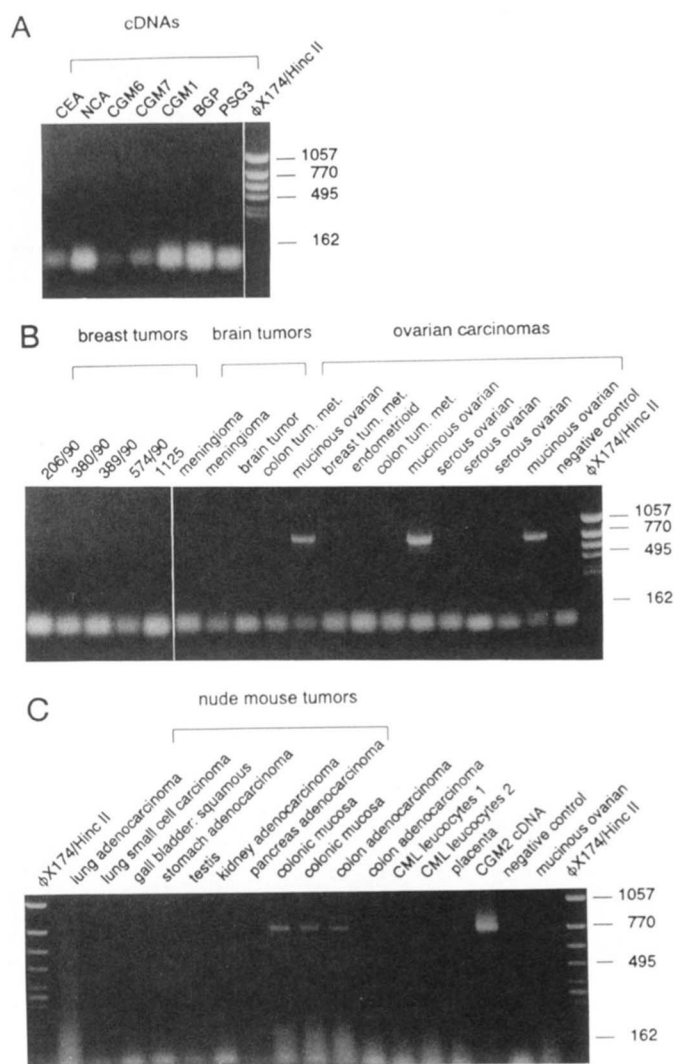 A
cDNAs
CEA
NCA
CGM6
CGM7
CGM1
BGP
PSG3
ϕX174/Hinc II
1057
770
495
162
B
breast tumors
brain tumors
ovarian carcinomas
206/90
380/90
389/90
574/90
1125
meningioma
meningioma
brain tumor
colon tum. met.
mucinous ovarian
breast tum. met.
endometrioid
colon tum. met.
mucinous ovarian
serous ovarian
serous ovarian
serous ovarian
mucinous ovarian
negative control
ϕX174/Hinc II
1057
770
495
162
C
nude mouse tumors
ϕX174/Hinc II
lung adenocarcinoma
lung small cell carcinoma
gall bladder: squamous
stomach adenocarcinoma
testis
kidney adenocarcinoma
pancreas adenocarcinoma
colonic mucosa
colonic mucosa
colon adenocarcinoma
colon adenocarcinoma
CML leucocytes 1
CML leucocytes 2
placenta
CGM2 cDNA
negative control
mucinous ovarian
ϕX174/Hinc II
1057
770
495
162